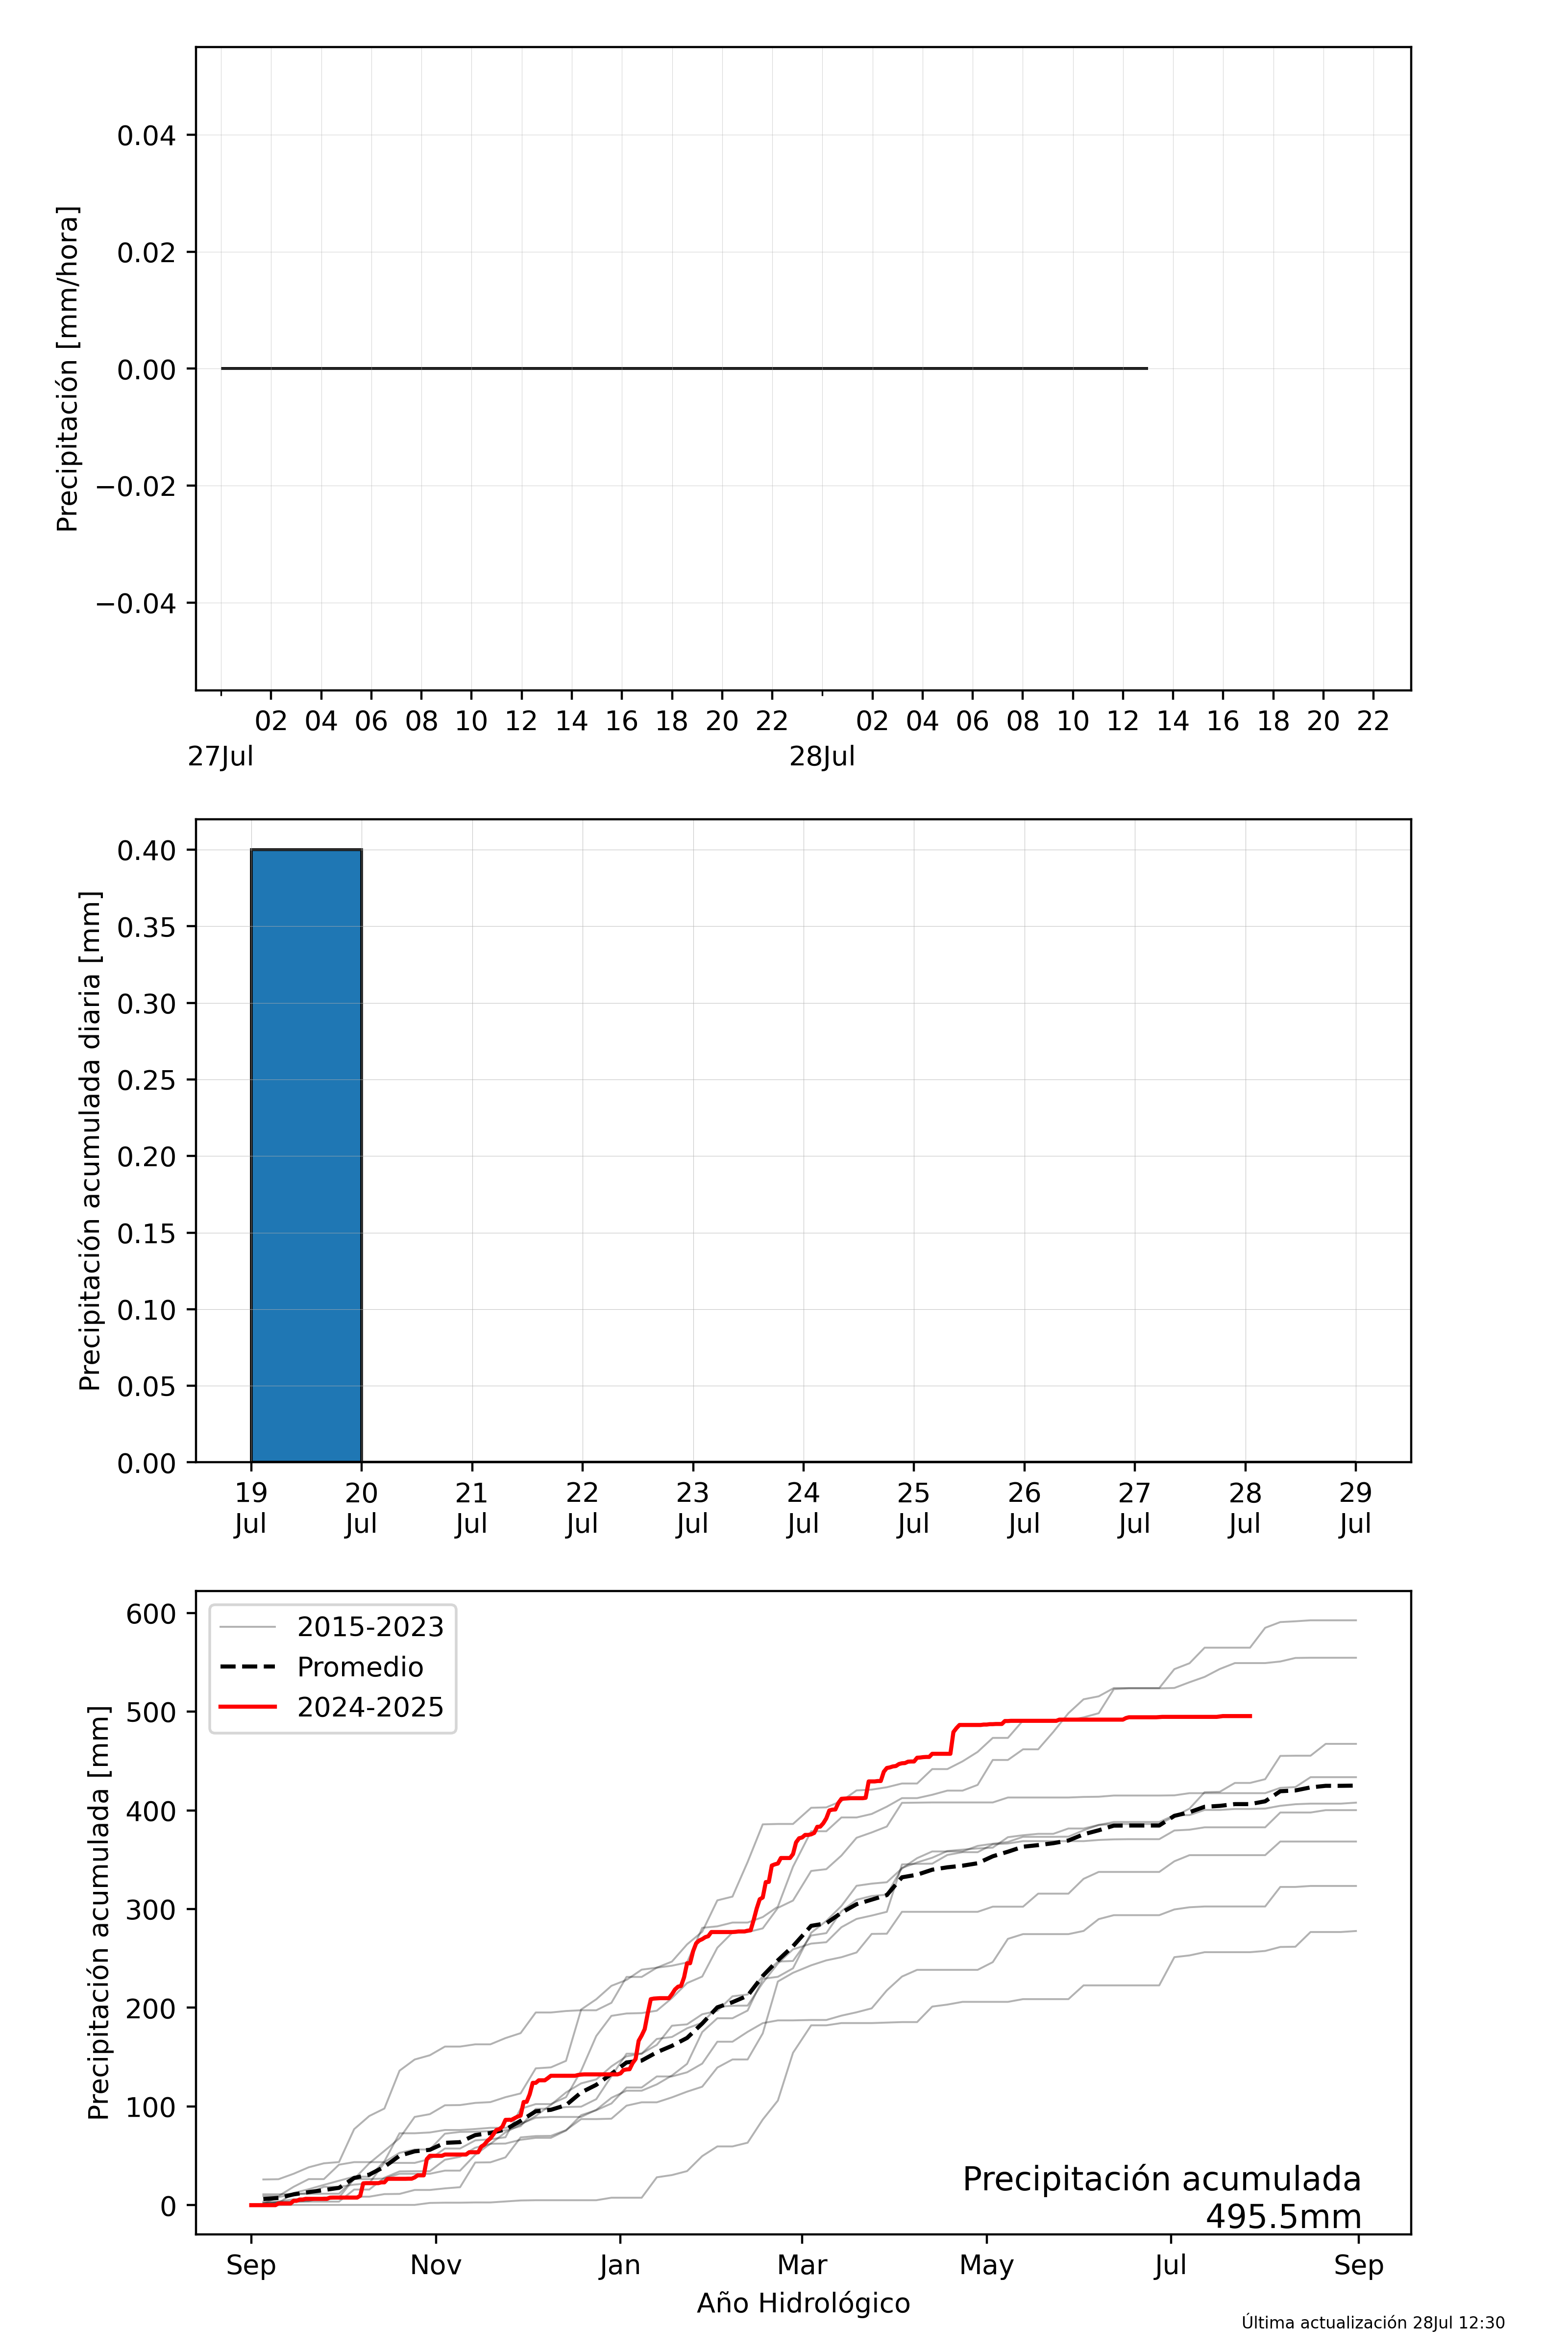 Precipitación [mm/hora]
0.04
0.02
0.00
−0.02
−0.04
02 04 06 08 10 12 14 16 18 20 22 02 04 06 08 10 12 14 16 18 20 22
27Jul 28Jul
Precipitación acumulada diaria [mm]
0.40
0.35
0.30
0.25
0.20
0.15
0.10
0.05
0.00
19 20 21 22 23 24 25 26 27 28 29
Jul Jul Jul Jul Jul Jul Jul Jul Jul Jul Jul
Precipitación acumulada [mm]
600
500
400
300
200
100
0
2015-2023
Promedio
2024-2025
Precipitación acumulada
495.5mm
Sep Nov Jan Mar May Jul Sep
Año Hidrológico
Última actualización 28Jul 12:30